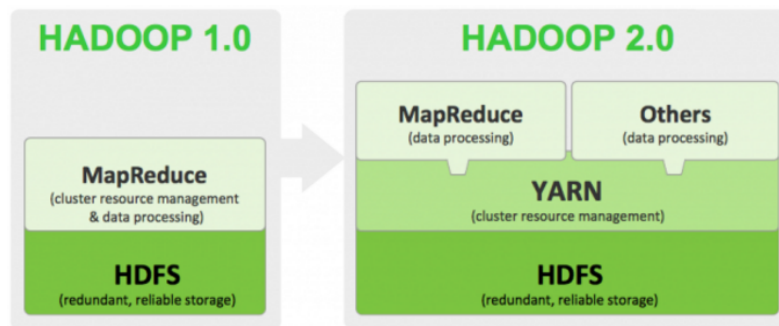 HADOOP 1.0
MapReduce
(cluster resource management
& data processing)
HDFS
(redundant, reliable storage)
HADOOP 2.0
MapReduce
(data processing)
Others
(data processing)
YARN
(cluster resource management)
HDFS
(redundant, reliable storage)